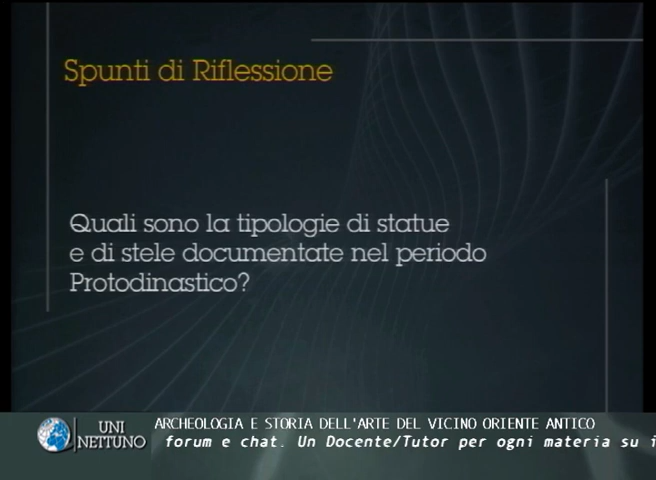 Spunti di Riflessione
Quali sono la tipologie di statue
e di stele documentate nel periodo
Protodinastico?
UNI
NETTUNO
ARCHEOLOGIA E STORIA DELL'ARTE DEL VICINO ORIENTE ANTICO
forum e chat. Un Docente/Tutor per ogni materia su i